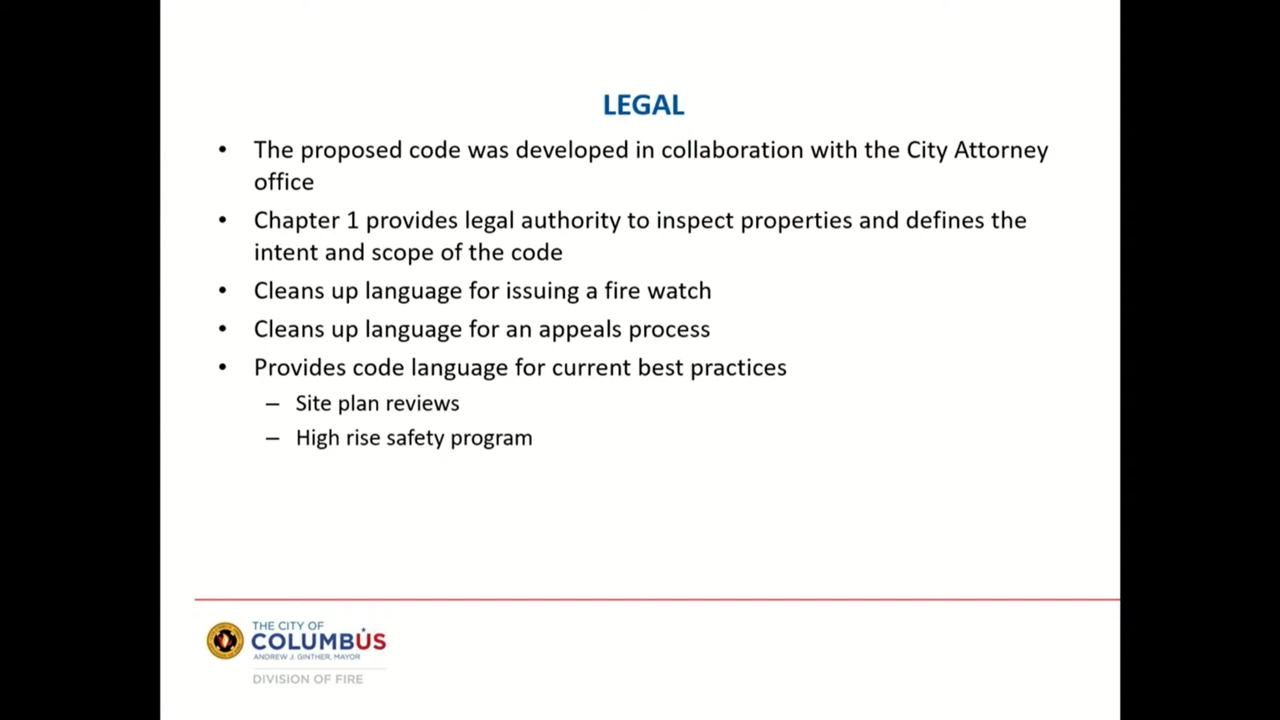 LEGAL
• The proposed code was developed in collaboration with the City Attorney
office
• Chapter 1 provides legal authority to inspect properties and defines the
intent and scope of the code
• Cleans up language for issuing a fire watch
• Cleans up language for an appeals process
• Provides code language for current best practices
– Site plan reviews
– High rise safety program
THE CITY OF
COLUMBUS
ANDREW J. GINTHER, MAYOR
DIVISION OF FIRE